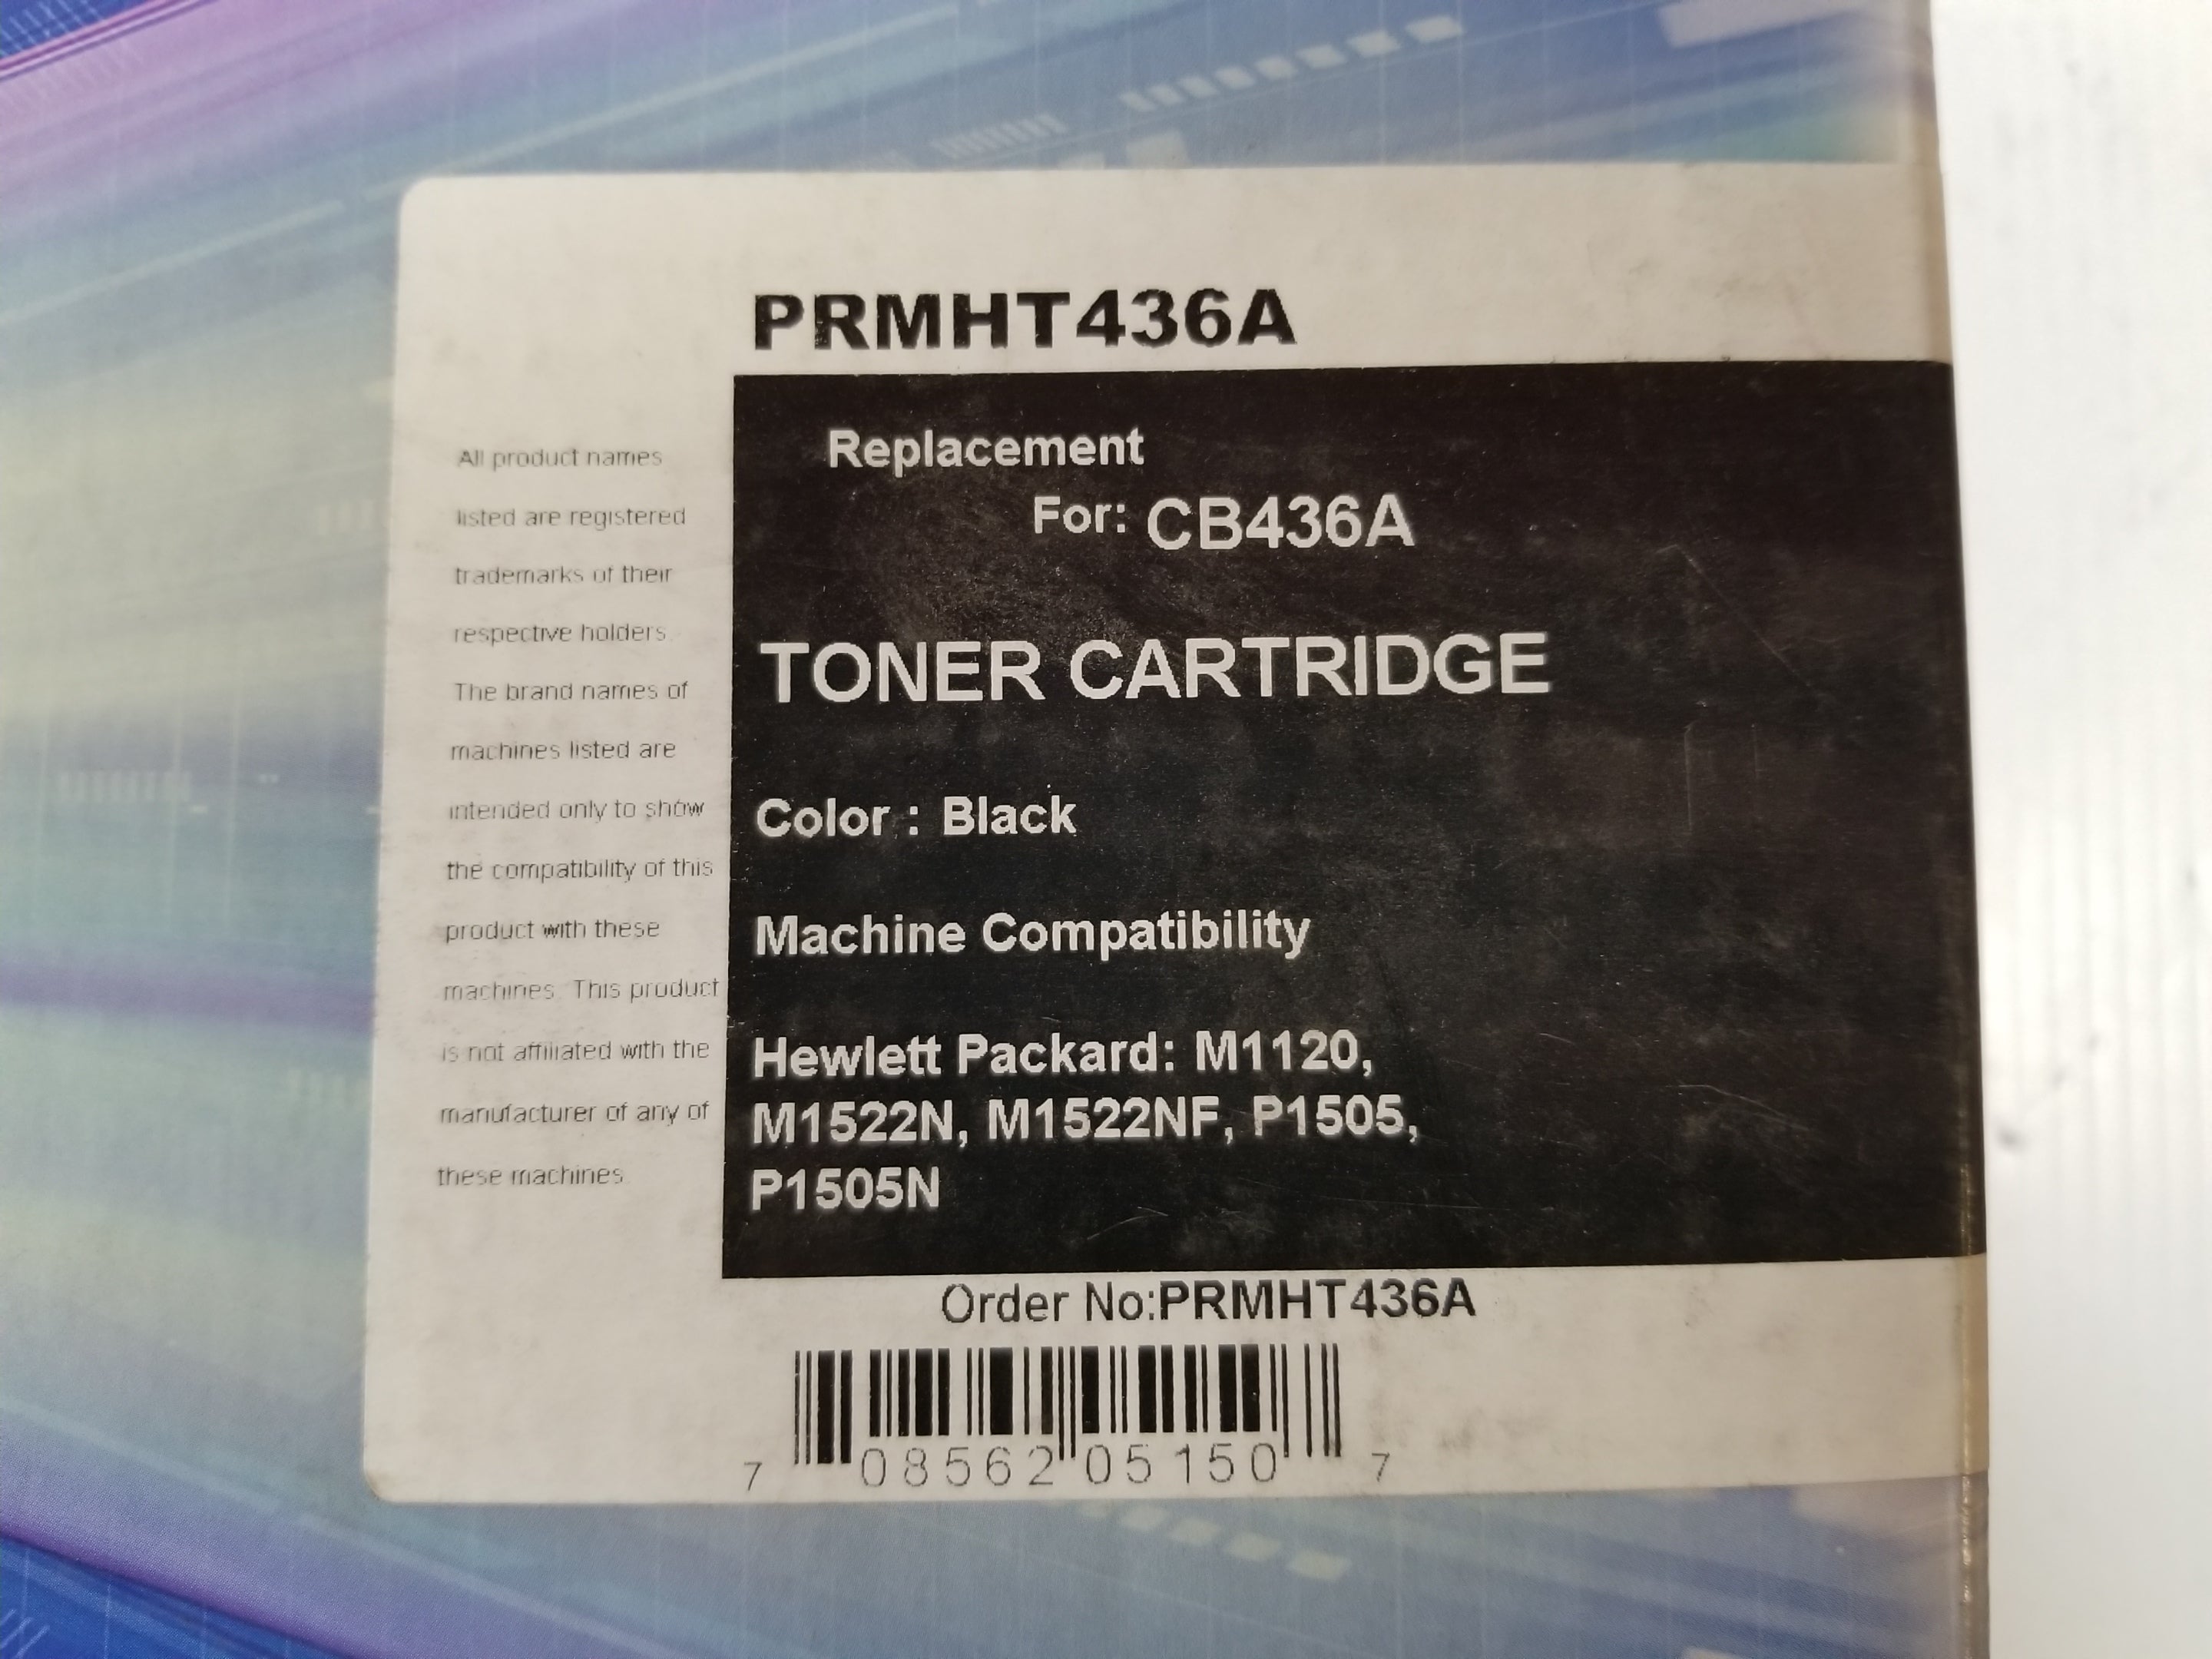 PRMHT436A
All product names
listed are registered
trademarks of their
respective holders.
The brand names of
machines listed are
intended only to show
the compatibility of this
product with these
machines. This product
is not affiliated with the
manufacturer of any of
these machines.
Replacement
For: CB436A
TONER CARTRIDGE
Color : Black
Machine Compatibility
Hewlett Packard: M1120,
M1522N, M1522NF, P1505,
P1505N
Order No:PRMHT436A
7 08562 05150 7